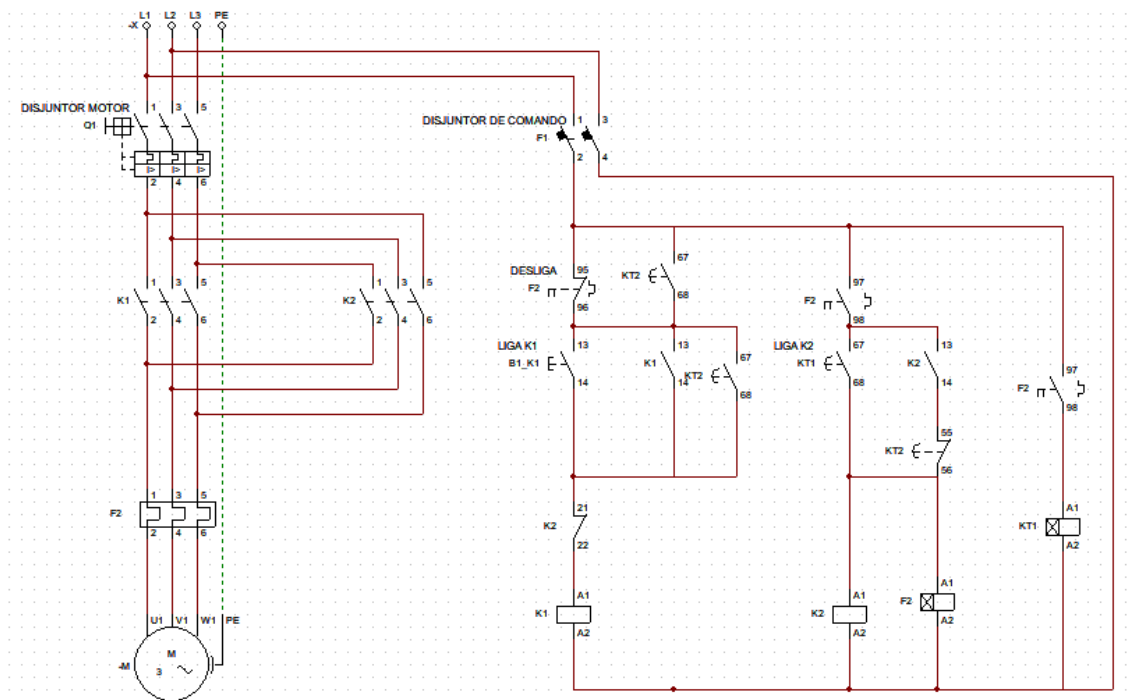 L1 L2 L3 PE
-X
DISJUNTOR MOTOR
Q1
1 3 5
I> I> I>
2 4 6
DISJUNTOR DE COMANDO
F1
1 3
2 4
K1
1 3 5
2 4 6
K2
1 3 5
2 4 6
DESLIGA
F2
95
96
KT2
67
68
F2
97
98
LIGA K1
B1_K1
13
14
K1
13
14
KT2
67
68
LIGA K2
KT1
67
68
K2
13
14
F2
97
98
KT2
55
56
F2
1 3 5
2 4 6
K2
21
22
KT1
A1
A2
K1
A1
A2
K2
A1
A2
F2
A1
A2
U1 V1 W1 PE
-M
M
3